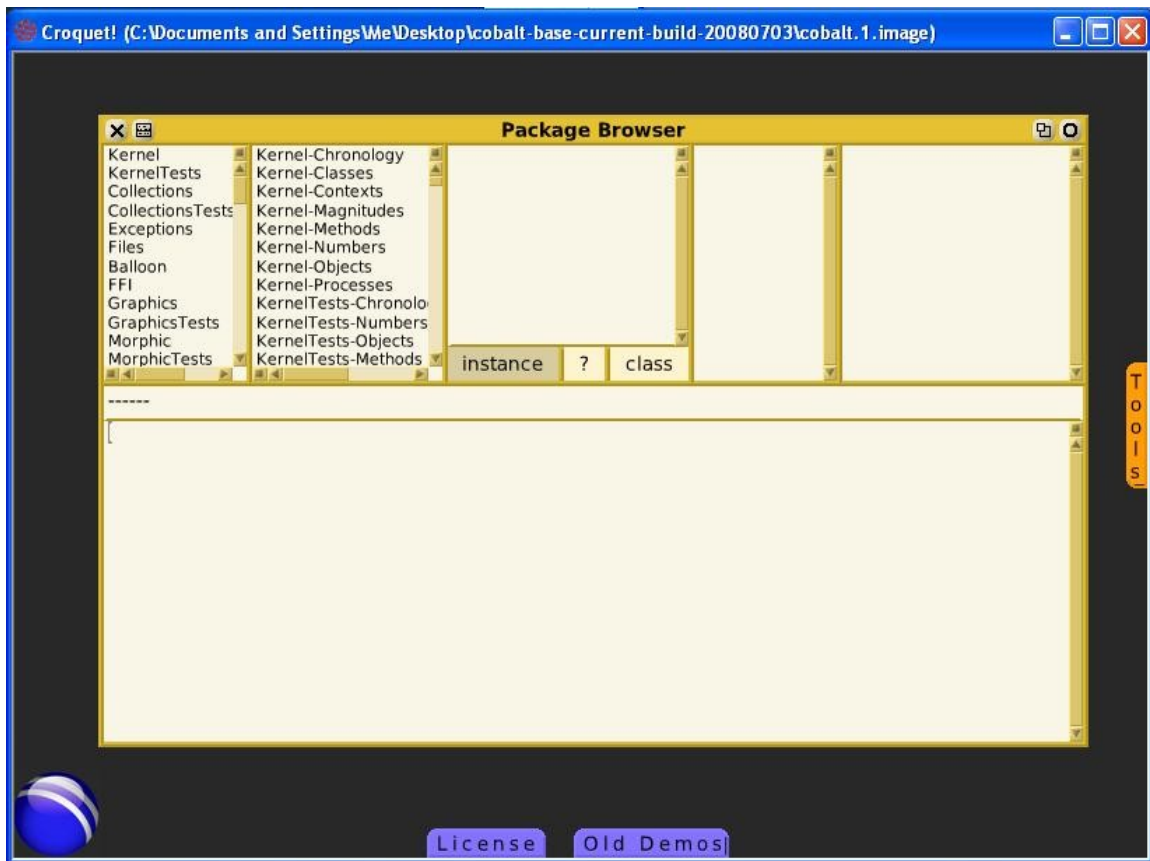 Croquet! (C:\Documents and Settings\Me\Desktop\cobalt-base-current-build-20080703\cobalt.1.image)
Package Browser
Kernel
KernelTests
Collections
CollectionsTests
Exceptions
Files
Balloon
FFI
Graphics
GraphicsTests
Morphic
MorphicTests
Kernel-Chronology
Kernel-Classes
Kernel-Contexts
Kernel-Magnitudes
Kernel-Methods
Kernel-Numbers
Kernel-Objects
Kernel-Processes
KernelTests-Chronolo
KernelTests-Numbers
KernelTests-Objects
KernelTests-Methods
instance ? class
------
Tools
License
Old Demos